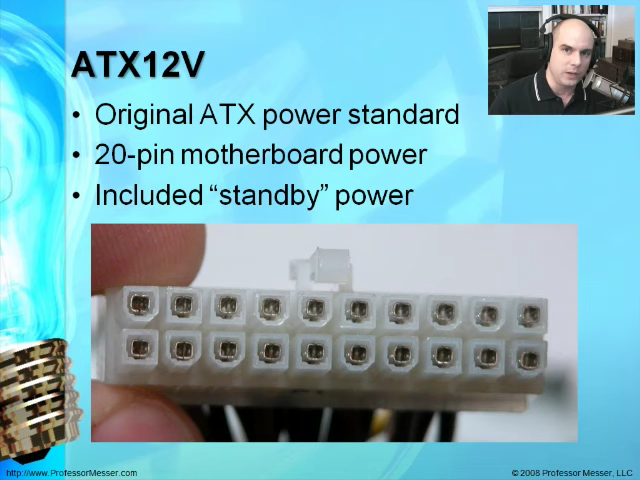 ATX12V
• Original ATX power standard
• 20-pin motherboard power
• Included “standby” power
http://www.ProfessorMesser.com
© 2008 Professor Messer, LLC